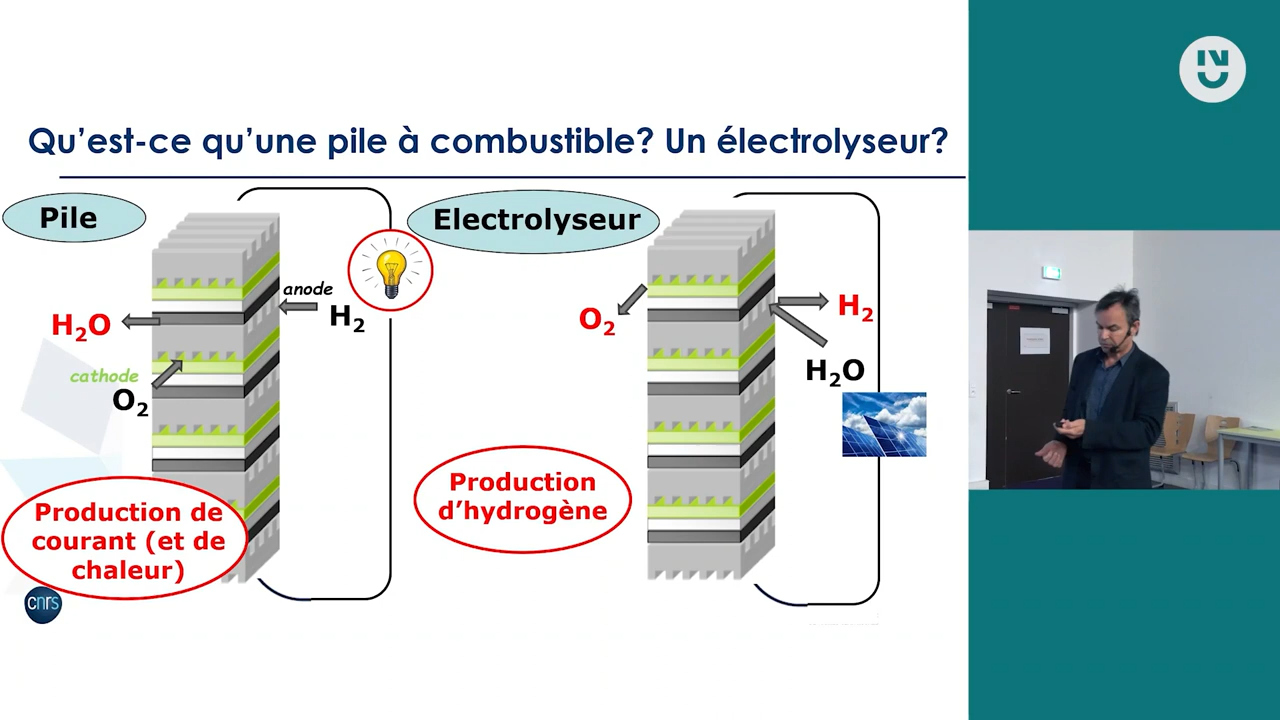 Qu'est-ce qu'une pile à combustible? Un électrolyseur?
Pile
anode
H₂
H₂O
cathode
O₂
Production de
courant (et de
chaleur)
cnrs
Electrolyseur
O₂
H₂
H₂O
Production
d'hydrogène